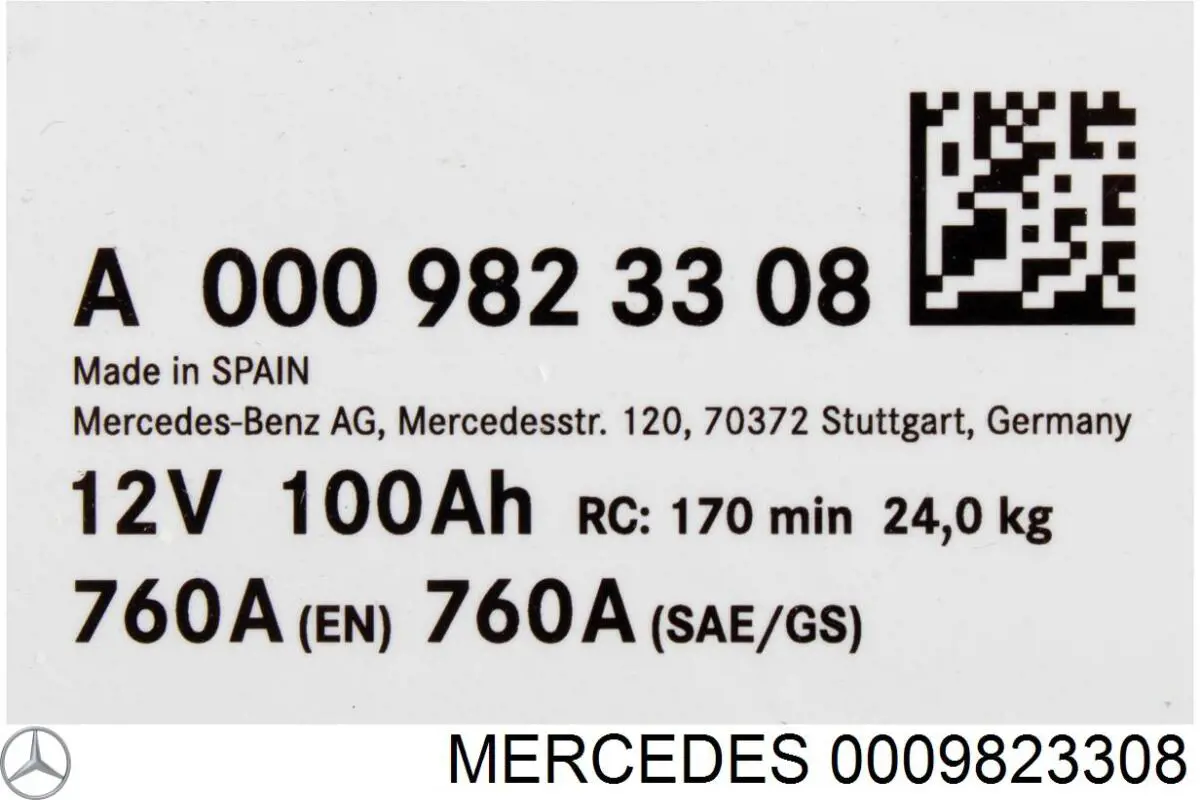 A 000 982 33 08
Made in SPAIN
Mercedes-Benz AG, Mercedesstr. 120, 70372 Stuttgart, Germany
12V 100Ah RC: 170 min 24,0 kg
760A (EN) 760A (SAE/GS)
MERCEDES 0009823308